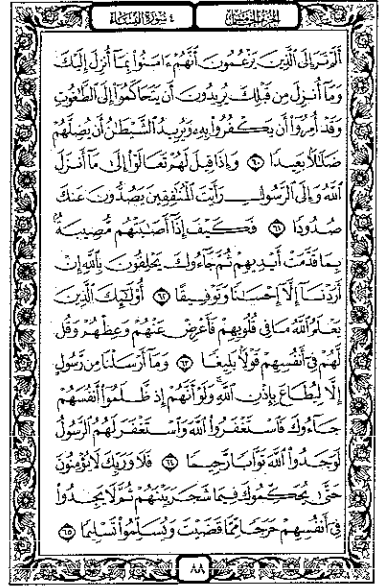 الجزء الخامس ٤ سورة النساء
أَلَمْ تَرَ إِلَى ٱلَّذِينَ يَزْعُمُونَ أَنَّهُمْ ءَامَنُوا۟ بِمَآ أُنزِلَ إِلَيْكَ
وَمَآ أُنزِلَ مِن قَبْلِكَ يُرِيدُونَ أَن يَتَحَاكَمُوٓا۟ إِلَى ٱلطَّٰغُوتِ
وَقَدْ أُمِرُوٓا۟ أَن يَكْفُرُوا۟ بِهِۦ وَيُرِيدُ ٱلشَّيْطَٰنُ أَن يُضِلَّهُمْ
ضَلَٰلًۢا بَعِيدًا ٦٠ وَإِذَا قِيلَ لَهُمْ تَعَالَوْا۟ إِلَىٰ مَآ أَنزَلَ
ٱللَّهُ وَإِلَى ٱلرَّسُولِ رَأَيْتَ ٱلْمُنَٰفِقِينَ يَصُدُّونَ عَنكَ
صُدُودًا ٦١ فَكَيْفَ إِذَآ أَصَٰبَتْهُم مُّصِيبَةٌۢ
بِمَا قَدَّمَتْ أَيْدِيهِمْ ثُمَّ جَآءُوكَ يَحْلِفُونَ بِٱللَّهِ إِنْ
أَرَدْنَآ إِلَّآ إِحْسَٰنًا وَتَوْفِيقًا ٦٢ أُو۟لَٰٓئِكَ ٱلَّذِينَ
يَعْلَمُ ٱللَّهُ مَا فِى قُلُوبِهِمْ فَأَعْرِضْ عَنْهُمْ وَعِظْهُمْ وَقُل
لَّهُمْ فِىٓ أَنفُسِهِمْ قَوْلًۢا بَلِيغًا ٦٣ وَمَآ أَرْسَلْنَا مِن رَّسُولٍ
إِلَّا لِيُطَاعَ بِإِذْنِ ٱللَّهِ ۚ وَلَوْ أَنَّهُمْ إِذ ظَّلَمُوٓا۟ أَنفُسَهُمْ
جَآءُوكَ فَٱسْتَغْفَرُوا۟ ٱللَّهَ وَٱسْتَغْفَرَ لَهُمُ ٱلرَّسُولُ
لَوَجَدُوا۟ ٱللَّهَ تَوَّابًا رَّحِيمًا ٦٤ فَلَا وَرَبِّكَ لَا يُؤْمِنُونَ
حَتَّىٰ يُحَكِّمُوكَ فِيمَا شَجَرَ بَيْنَهُمْ ثُمَّ لَا يَجِدُوا۟
فِىٓ أَنفُسِهِمْ حَرَجًا مِّمَّا قَضَيْتَ وَيُسَلِّمُوا۟ تَسْلِيمًا ٦٥
٨٨